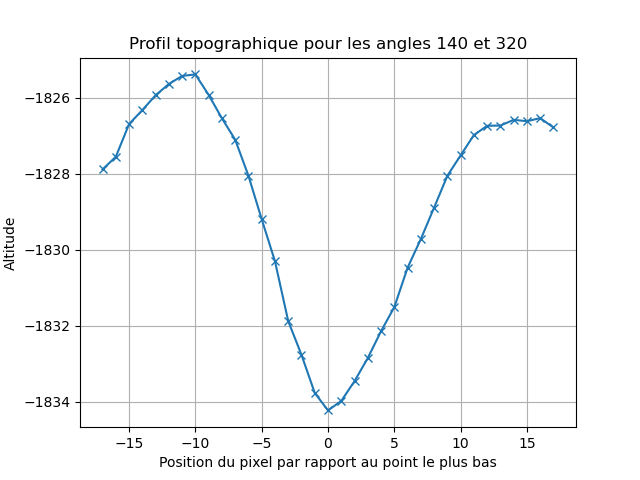 Profil topographique pour les angles 140 et 320
Altitude
−1826
−1828
−1830
−1832
−1834
−15 −10 −5 0 5 10 15
Position du pixel par rapport au point le plus bas